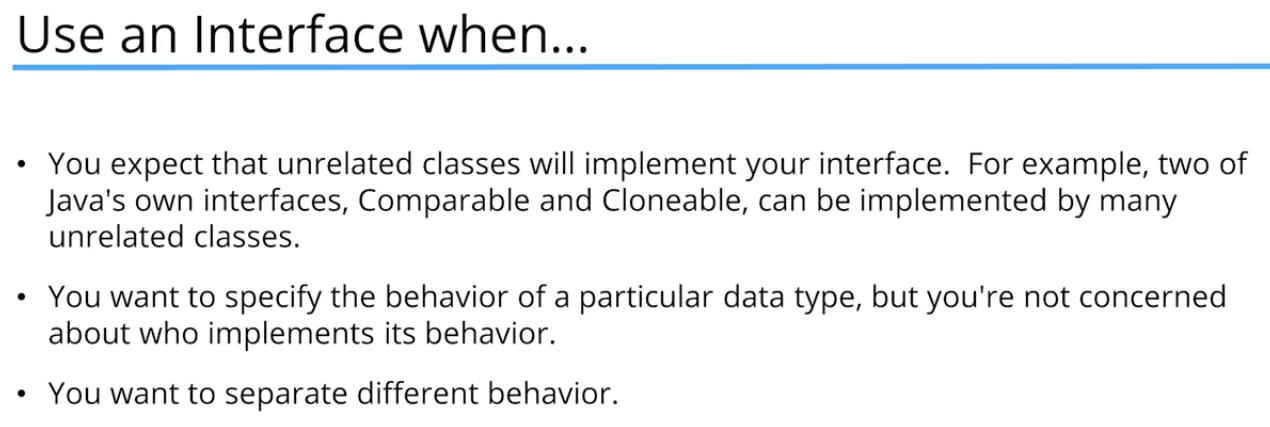 Use an Interface when...
• You expect that unrelated classes will implement your interface.  For example, two of
Java's own interfaces, Comparable and Cloneable, can be implemented by many
unrelated classes.
• You want to specify the behavior of a particular data type, but you're not concerned
about who implements its behavior.
• You want to separate different behavior.